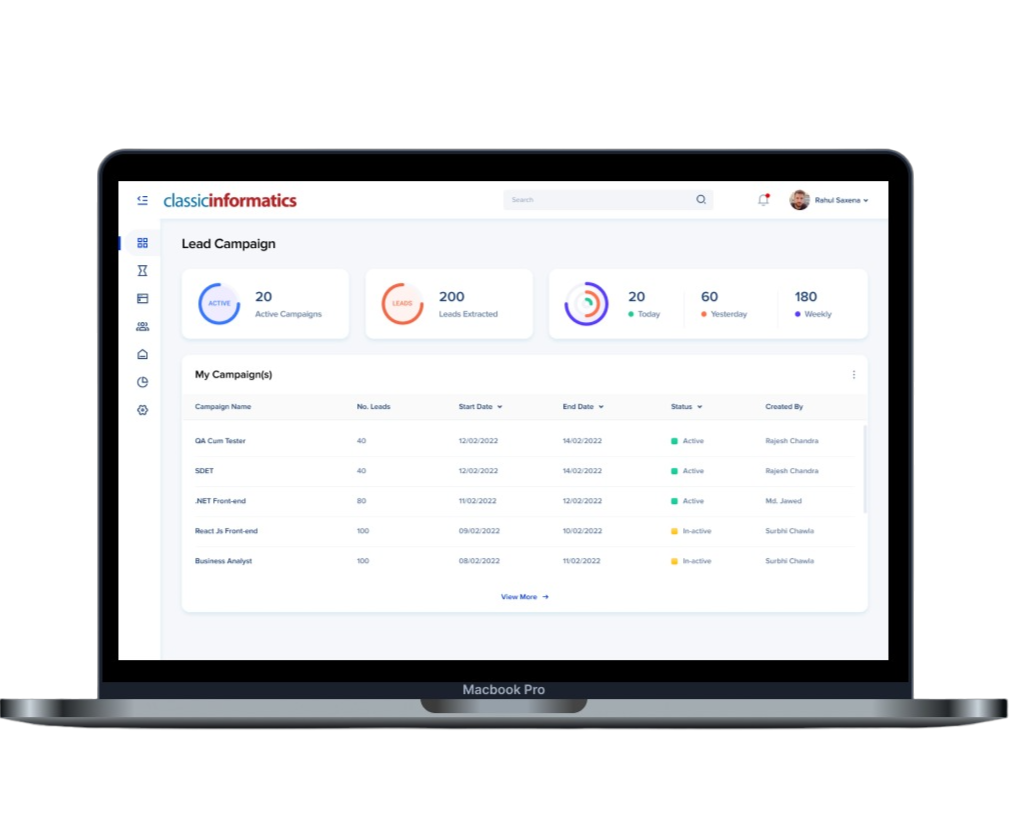 classicinformatics
Search
Rahul Saxena
Lead Campaign
ACTIVE
20
Active Campaigns
LEADS
200
Leads Extracted
20
Today
60
Yesterday
180
Weekly
My Campaign(s)
Campaign Name No. Leads Start Date End Date Status Created By
QA Cum Tester 40 12/02/2022 14/02/2022 Active Rajesh Chandra
SDET 40 12/02/2022 14/02/2022 Active Rajesh Chandra
.NET Front-end 80 11/02/2022 12/02/2022 Active Md. Jawed
React Js Front-end 100 09/02/2022 10/02/2022 In-active Surbhi Chawla
Business Analyst 100 08/02/2022 11/02/2022 In-active Surbhi Chawla
View More
Macbook Pro